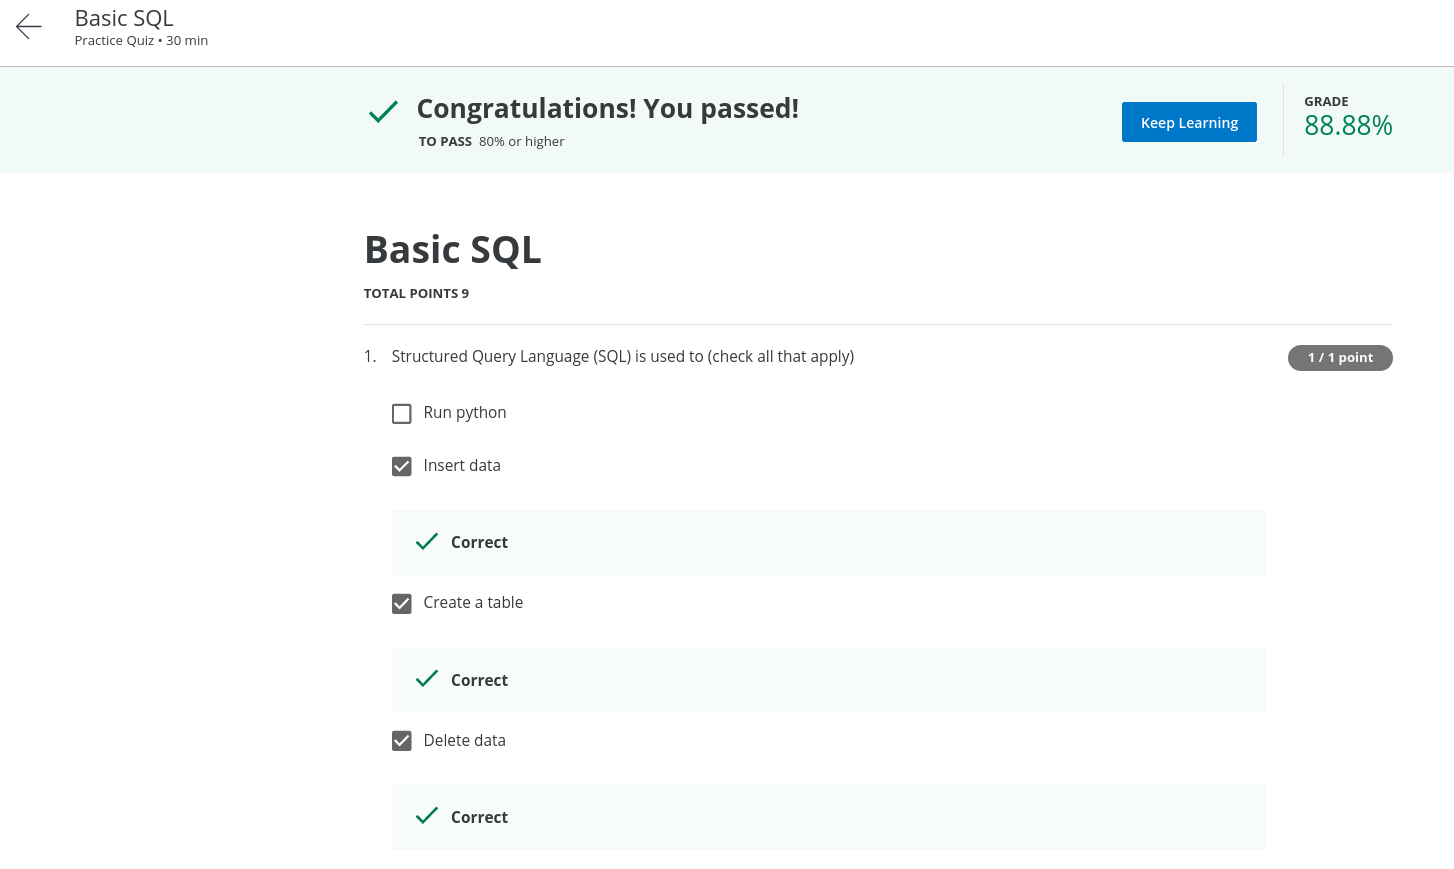 Basic SQL
Practice Quiz • 30 min
Congratulations! You passed!
TO PASS 80% or higher
Keep Learning
GRADE
88.88%
Basic SQL
TOTAL POINTS 9
1. Structured Query Language (SQL) is used to (check all that apply)
1 / 1 point
Run python
Insert data
Correct
Create a table
Correct
Delete data
Correct